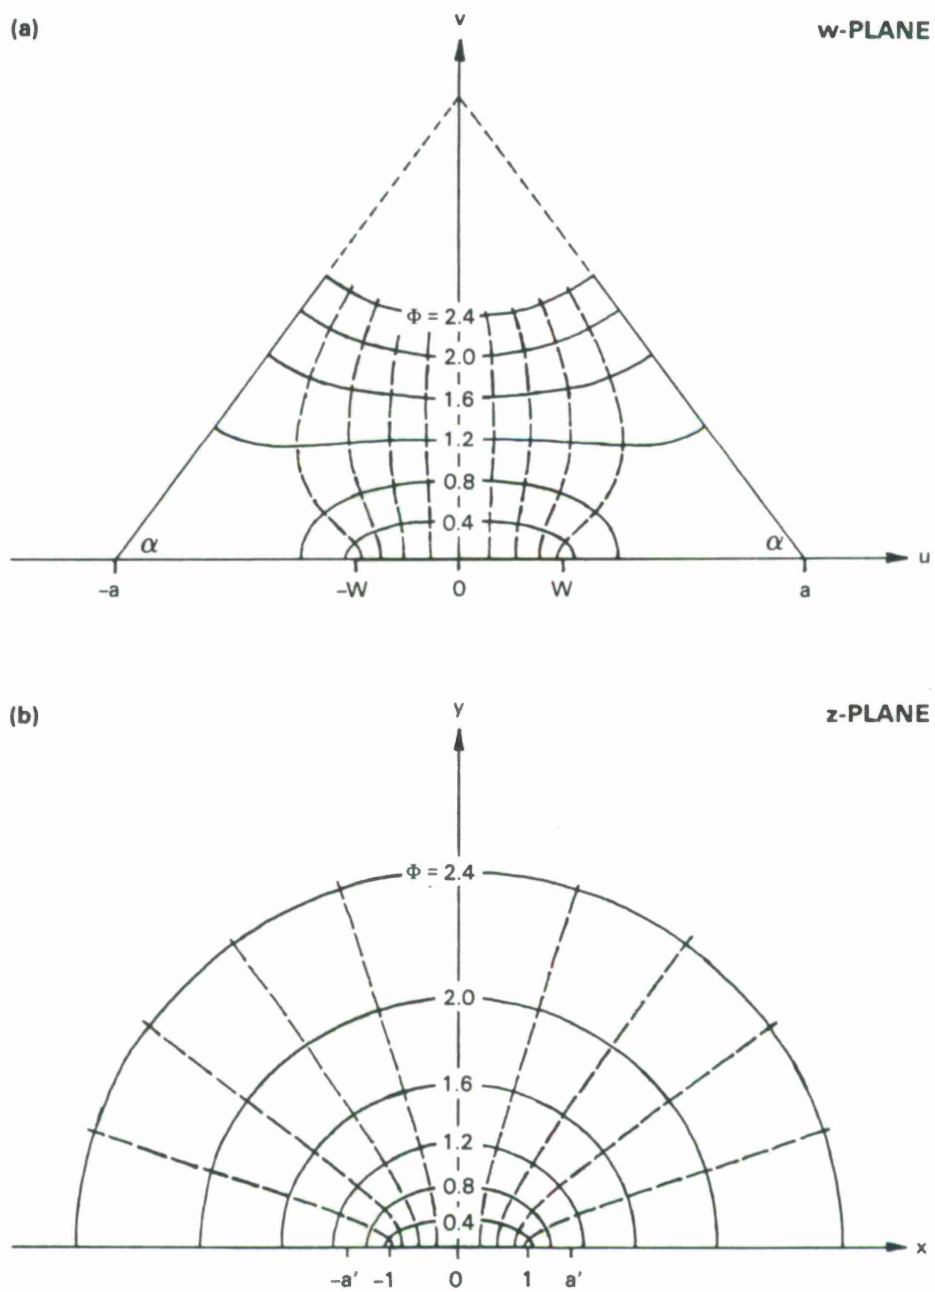 (a)
v
w-PLANE
Φ = 2.4
2.0
1.6
1.2
0.8
0.4
α
α
u
-a
-W
0
W
a
(b)
y
z-PLANE
Φ = 2.4
2.0
1.6
1.2
0.8
0.4
x
-a'
-1
0
1
a'